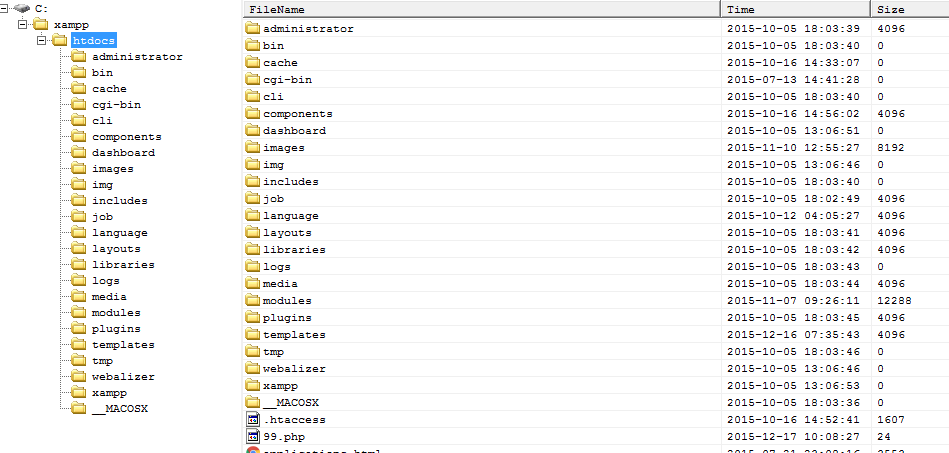 C:
xampp
htdocs
administrator
bin
cache
cgi-bin
cli
components
dashboard
images
img
includes
job
language
layouts
libraries
logs
media
modules
plugins
templates
tmp
webalizer
xampp
__MACOSX
FileName Time Size
administrator 2015-10-05 18:03:39 4096
bin 2015-10-05 18:03:40 0
cache 2015-10-16 14:33:07 0
cgi-bin 2015-07-13 14:41:28 0
cli 2015-10-05 18:03:40 0
components 2015-10-16 14:56:02 4096
dashboard 2015-10-05 13:06:51 0
images 2015-11-10 12:55:27 8192
img 2015-10-05 13:06:46 0
includes 2015-10-05 18:03:40 0
job 2015-10-05 18:02:49 4096
language 2015-10-12 04:05:27 4096
layouts 2015-10-05 18:03:41 4096
libraries 2015-10-05 18:03:42 4096
logs 2015-10-05 18:03:43 0
media 2015-10-05 18:03:44 4096
modules 2015-11-07 09:26:11 12288
plugins 2015-10-05 18:03:45 4096
templates 2015-12-16 07:35:43 4096
tmp 2015-10-05 18:03:46 0
webalizer 2015-10-05 13:06:46 0
xampp 2015-10-05 13:06:53 0
__MACOSX 2015-10-05 18:03:36 0
.htaccess 2015-10-16 14:52:41 1607
99.php 2015-12-17 10:08:27 24